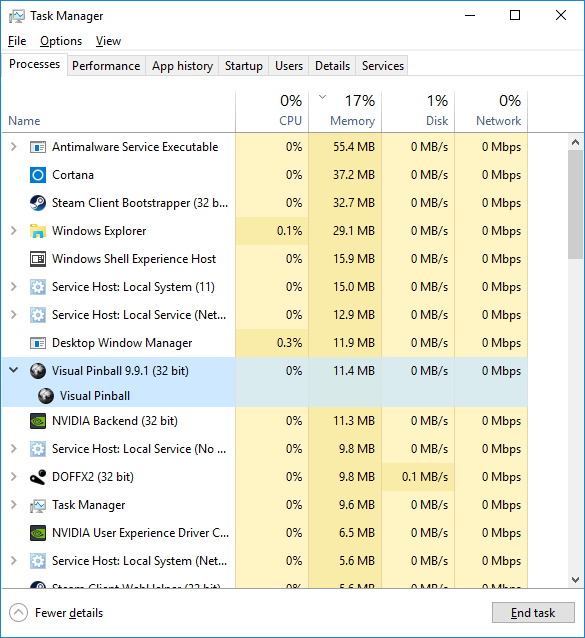 Task Manager
File Options View
Processes Performance App history Startup Users Details Services
0% 17% 1% 0%
Name CPU Memory Disk Network
Antimalware Service Executable 0% 55.4 MB 0 MB/s 0 Mbps
Cortana 0% 37.2 MB 0 MB/s 0 Mbps
Steam Client Bootstrapper (32 b... 0% 32.7 MB 0 MB/s 0 Mbps
Windows Explorer 0.1% 29.1 MB 0 MB/s 0 Mbps
Windows Shell Experience Host 0% 15.9 MB 0 MB/s 0 Mbps
Service Host: Local System (11) 0% 15.0 MB 0 MB/s 0 Mbps
Service Host: Local Service (Net... 0% 12.9 MB 0 MB/s 0 Mbps
Desktop Window Manager 0.3% 11.9 MB 0 MB/s 0 Mbps
Visual Pinball 9.9.1 (32 bit) 0% 11.4 MB 0 MB/s 0 Mbps
Visual Pinball
NVIDIA Backend (32 bit) 0% 11.3 MB 0 MB/s 0 Mbps
Service Host: Local Service (No ... 0% 9.8 MB 0 MB/s 0 Mbps
DOFFX2 (32 bit) 0% 9.8 MB 0.1 MB/s 0 Mbps
Task Manager 0% 9.6 MB 0 MB/s 0 Mbps
NVIDIA User Experience Driver C... 0% 6.5 MB 0 MB/s 0 Mbps
Service Host: Local System (Net... 0% 5.6 MB 0 MB/s 0 Mbps
Steam Client WebHelper (32 bit) 0% 5.6 MB 0 MB/s 0 Mbps
Fewer details End task